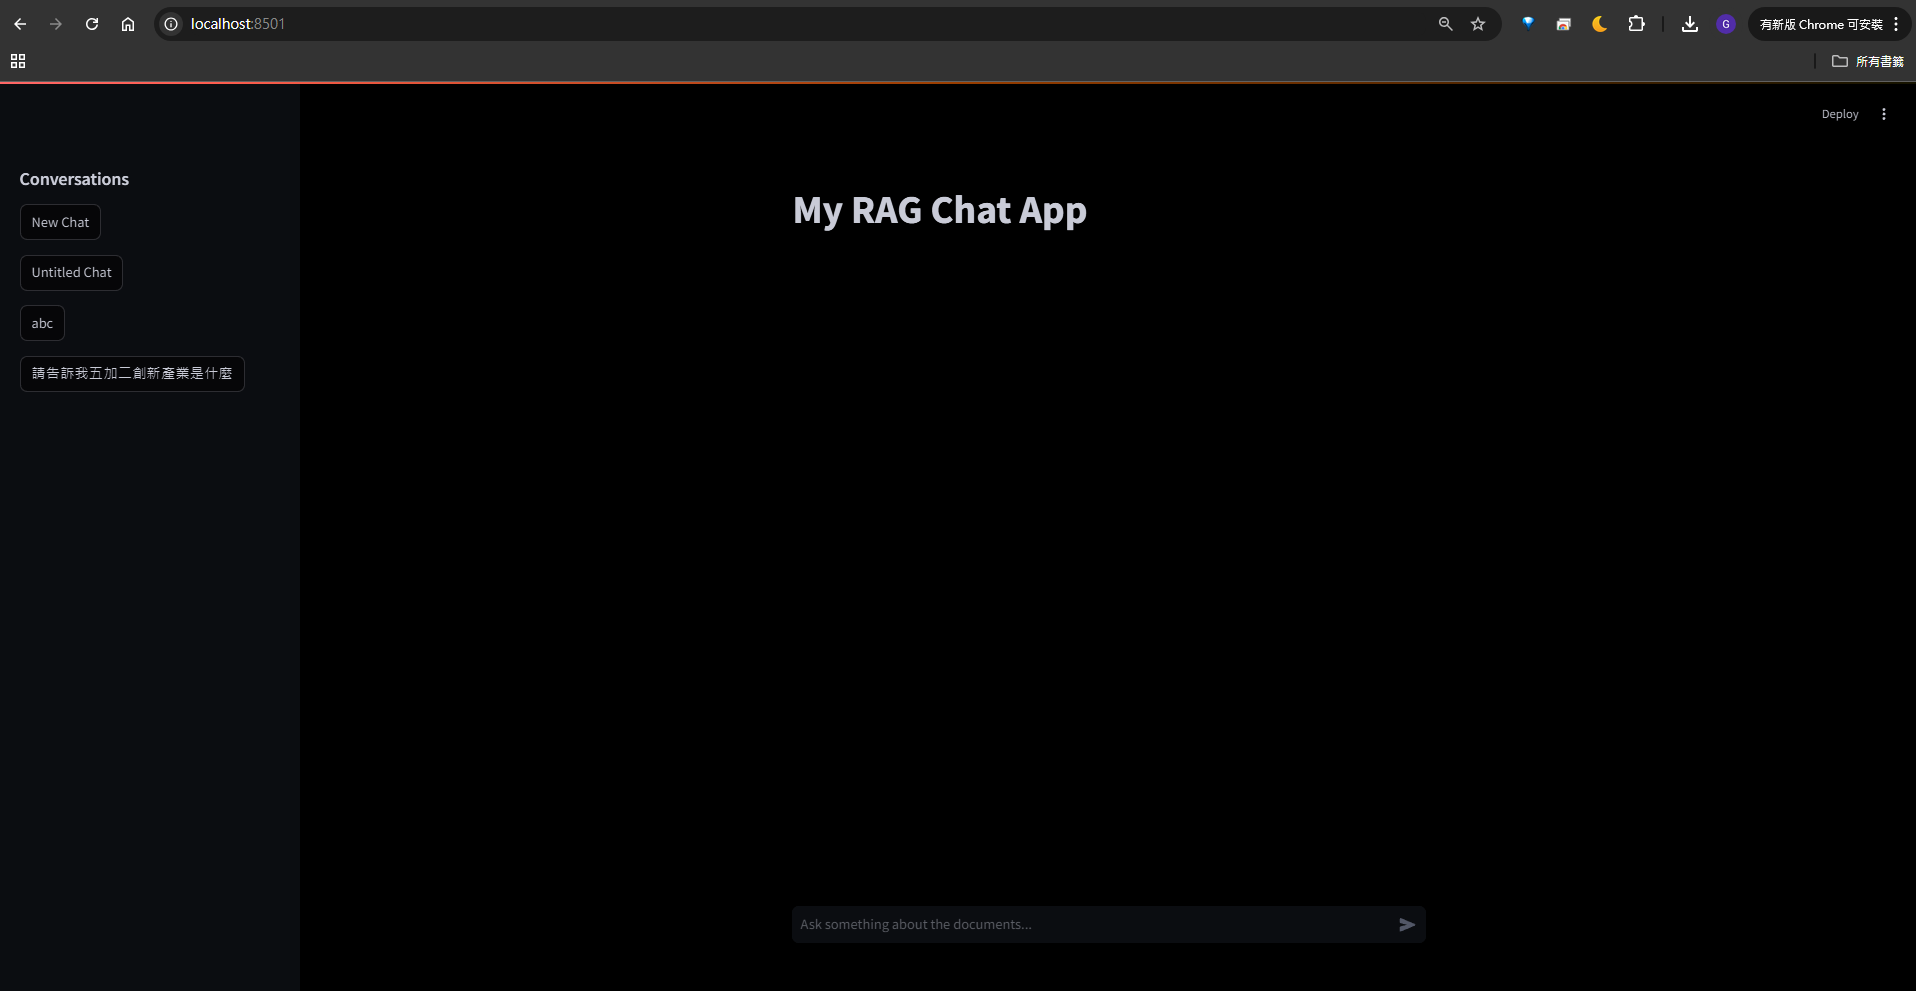 localhost:8501
G
有新版 Chrome 可安裝
所有書籤
Deploy
Conversations
New Chat
Untitled Chat
abc
請告訴我五加二創新產業是什麼
My RAG Chat App
Ask something about the documents...